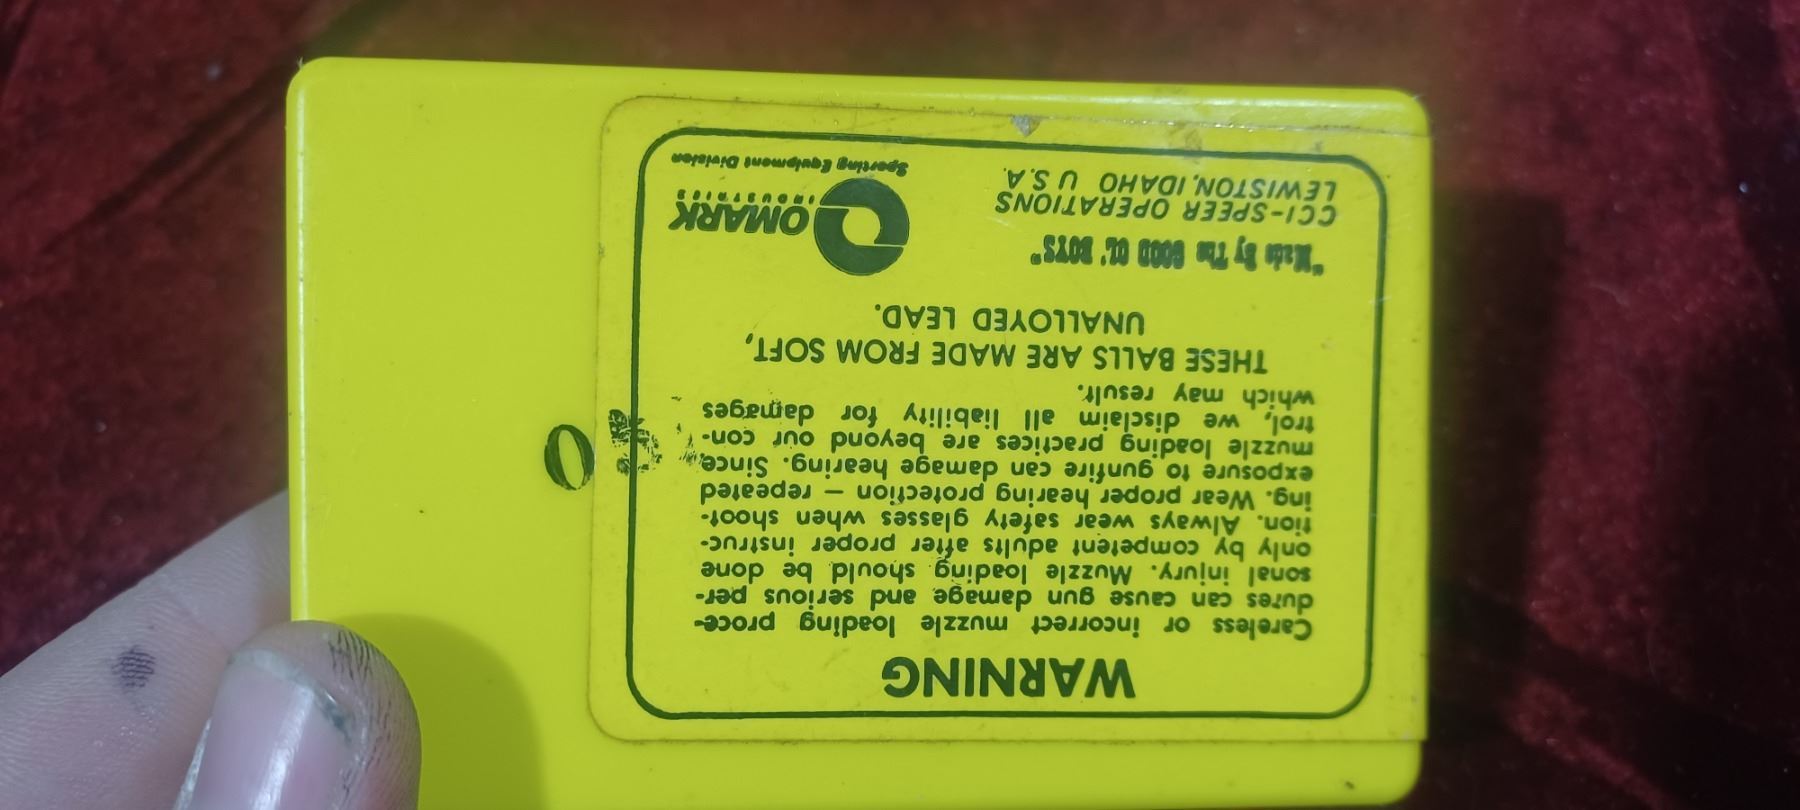 WARNING
Careless or incorrect muzzle loading proce-
dures can cause gun damage and serious per-
sonal injury. Muzzle loading should be done
only by competent adults after proper instruc-
tion. Always wear safety glasses when shoot-
ing. Wear proper hearing protection — repeated
exposure to gunfire can damage hearing. Since
muzzle loading practices are beyond our con-
trol, we disclaim all liability for damages
which may result.
THESE BALLS ARE MADE FROM SOFT,
UNALLOYED LEAD.
"Made By The GOOD OL' BOYS"
CCI-SPEER OPERATIONS
LEWISTON, IDAHO U.S.A.
OMARK
INDUSTRIES
Sporting Equipment Division